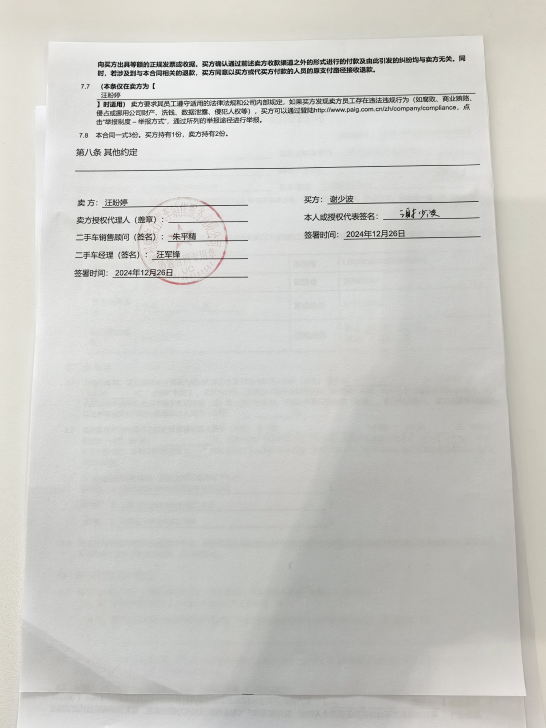 向买方出具等额的正规发票或收据。买方确认通过前述卖方收款渠道之外的形式进行的付款及由此引发的纠纷均与卖方无关。同
时，若涉及到与本合同相关的退款，买方同意以买方或代买方付款的人员的原支付路径接收退款。
7.7 （本条仅在卖方为【
汪盼婷
】时适用） 卖方要求其员工遵守适用的法律法规和公司内部规定，如果买方发现卖方员工存在违法违规行为（如腐败、商业贿赂、
侵占或挪用公司财产、洗钱、数据泄露、侵犯人权等），买方可以通过登陆http://www.paig.com.cn/zh/company/compliance，点
击“举报制度 – 举报方式”，通过所列的举报途径进行举报。
7.8 本合同一式3份。买方持有1份，卖方持有2份。
第八条 其他约定
卖 方： 汪盼婷
买方： 谢少波
卖方授权代理人（盖章）：
本人或授权代表签名： 谢少波
二手车销售顾问（签名）： 朱平精
签署时间： 2024年12月26日
二手车经理（签名）： 汪军锋
签署时间： 2024年12月26日